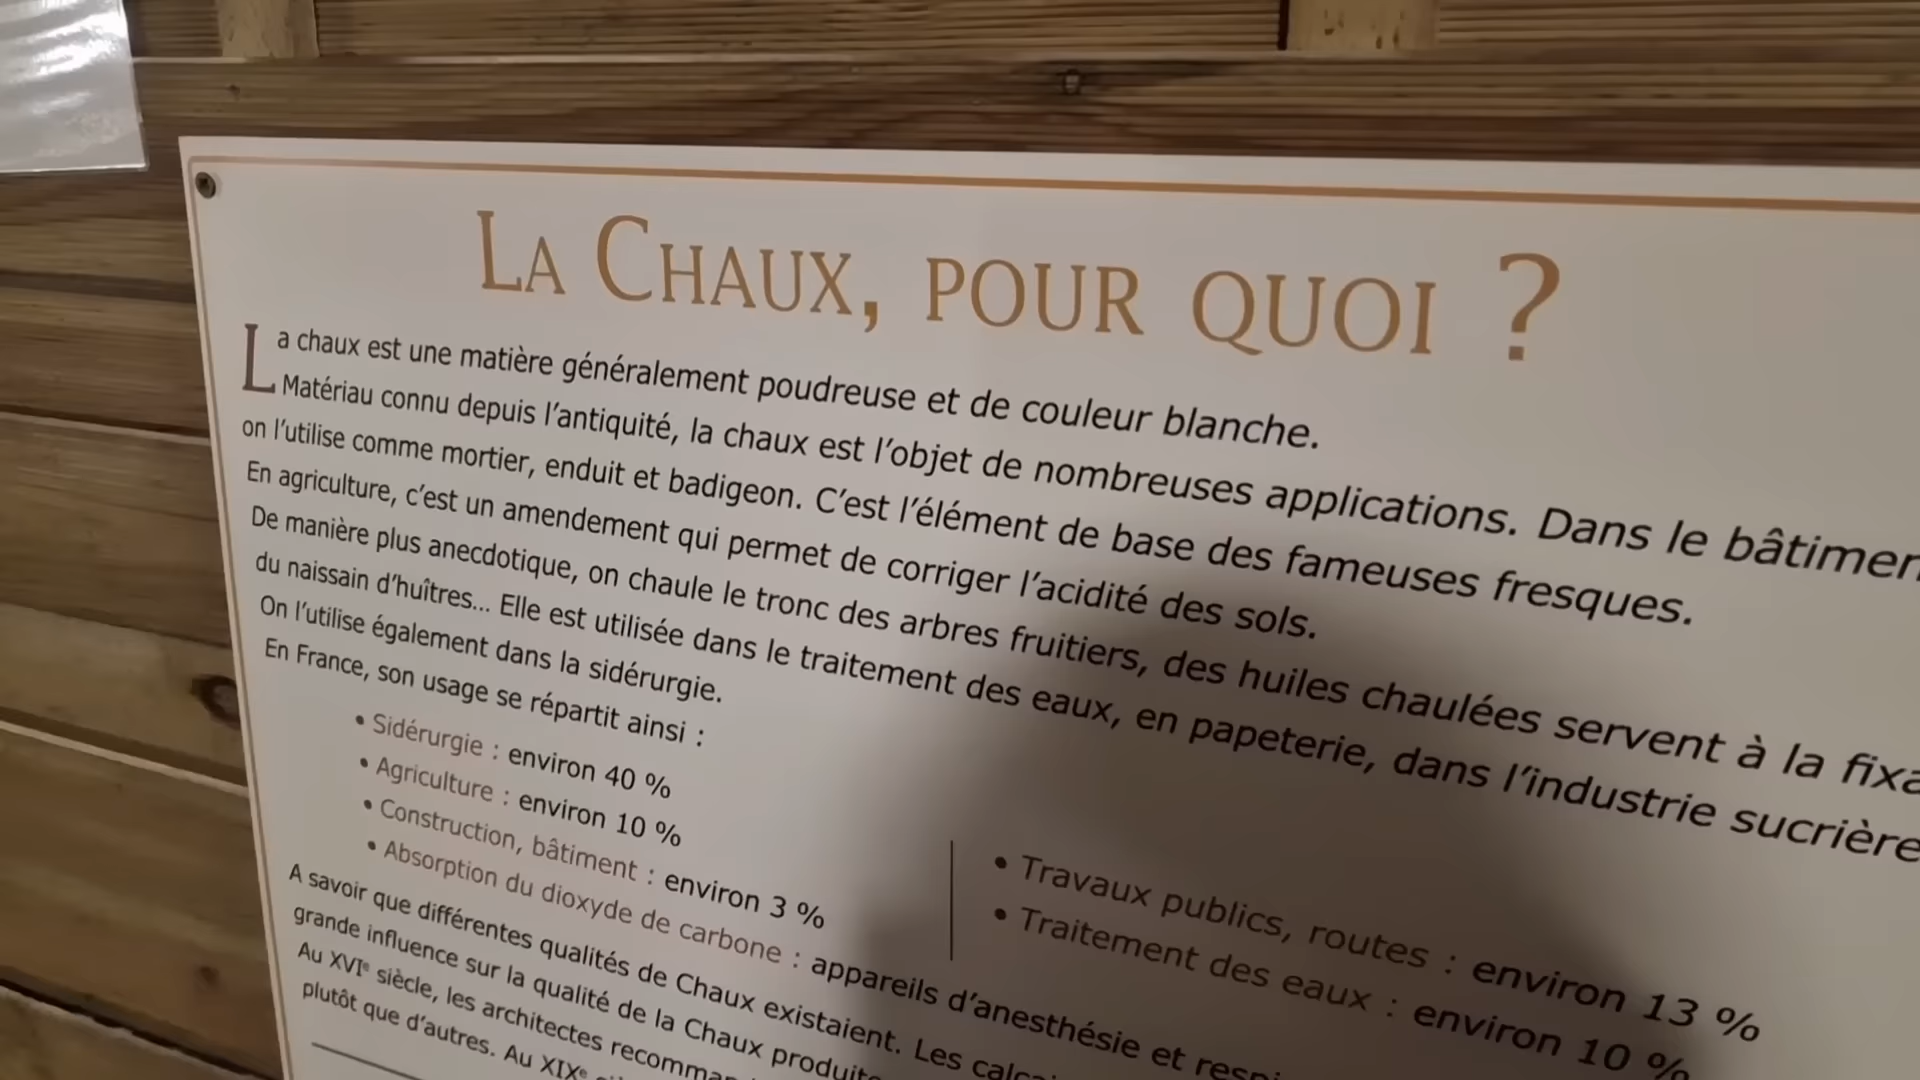 LA CHAUX, POUR QUOI ?
La chaux est une matière généralement poudreuse et de couleur blanche.
Matériau connu depuis l'antiquité, la chaux est l'objet de nombreuses applications. Dans le
on l'utilise comme mortier, enduit et badigeon. C'est l'élément de base des fameuses fresques.
En agriculture, c'est un amendement qui permet de corriger l'acidité des sols.
De manière plus anecdotique, on chaule le tronc des arbres fruitiers, des huiles chaulées servent à la
du naissain d'huîtres... Elle est utilisée dans le traitement des eaux, en papeterie, dans l'industrie sucrière
On l'utilise également dans la sidérurgie.
En France, son usage se répartit ainsi :
• Sidérurgie : environ 40 %
• Agriculture : environ 10 %
• Construction, bâtiment : environ 3 %
• Absorption du dioxyde de carbone : appareils d'anesthésie et
• Travaux publics, routes : environ 13 %
• Traitement des eaux : environ 10 %
A savoir que différentes qualités de Chaux existaient. Les
grande influence sur la qualité de la Chaux
Au XVIe siècle, les architectes
plutôt que d'autres. Au XIXe